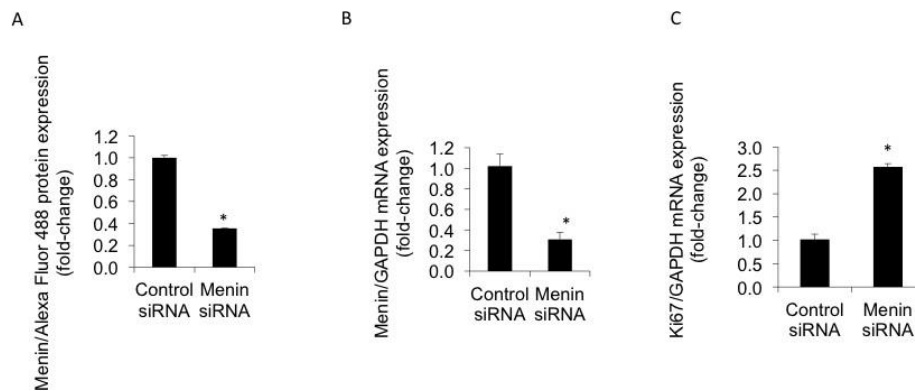 A
Menin/Alexa Fluor 488 protein expression
(fold-change)
1.2
1.0
0.8
0.6
0.4
0.2
0.0
*
Control Menin
siRNA siRNA
B
Menin/GAPDH mRNA expression
(fold-change)
1.2
1.0
0.8
0.6
0.4
0.2
0.0
*
Control Menin
siRNA siRNA
C
Ki67/GAPDH mRNA expression
(fold-change)
3.0
2.5
2.0
1.5
1.0
0.5
0.0
*
Control Menin
siRNA siRNA